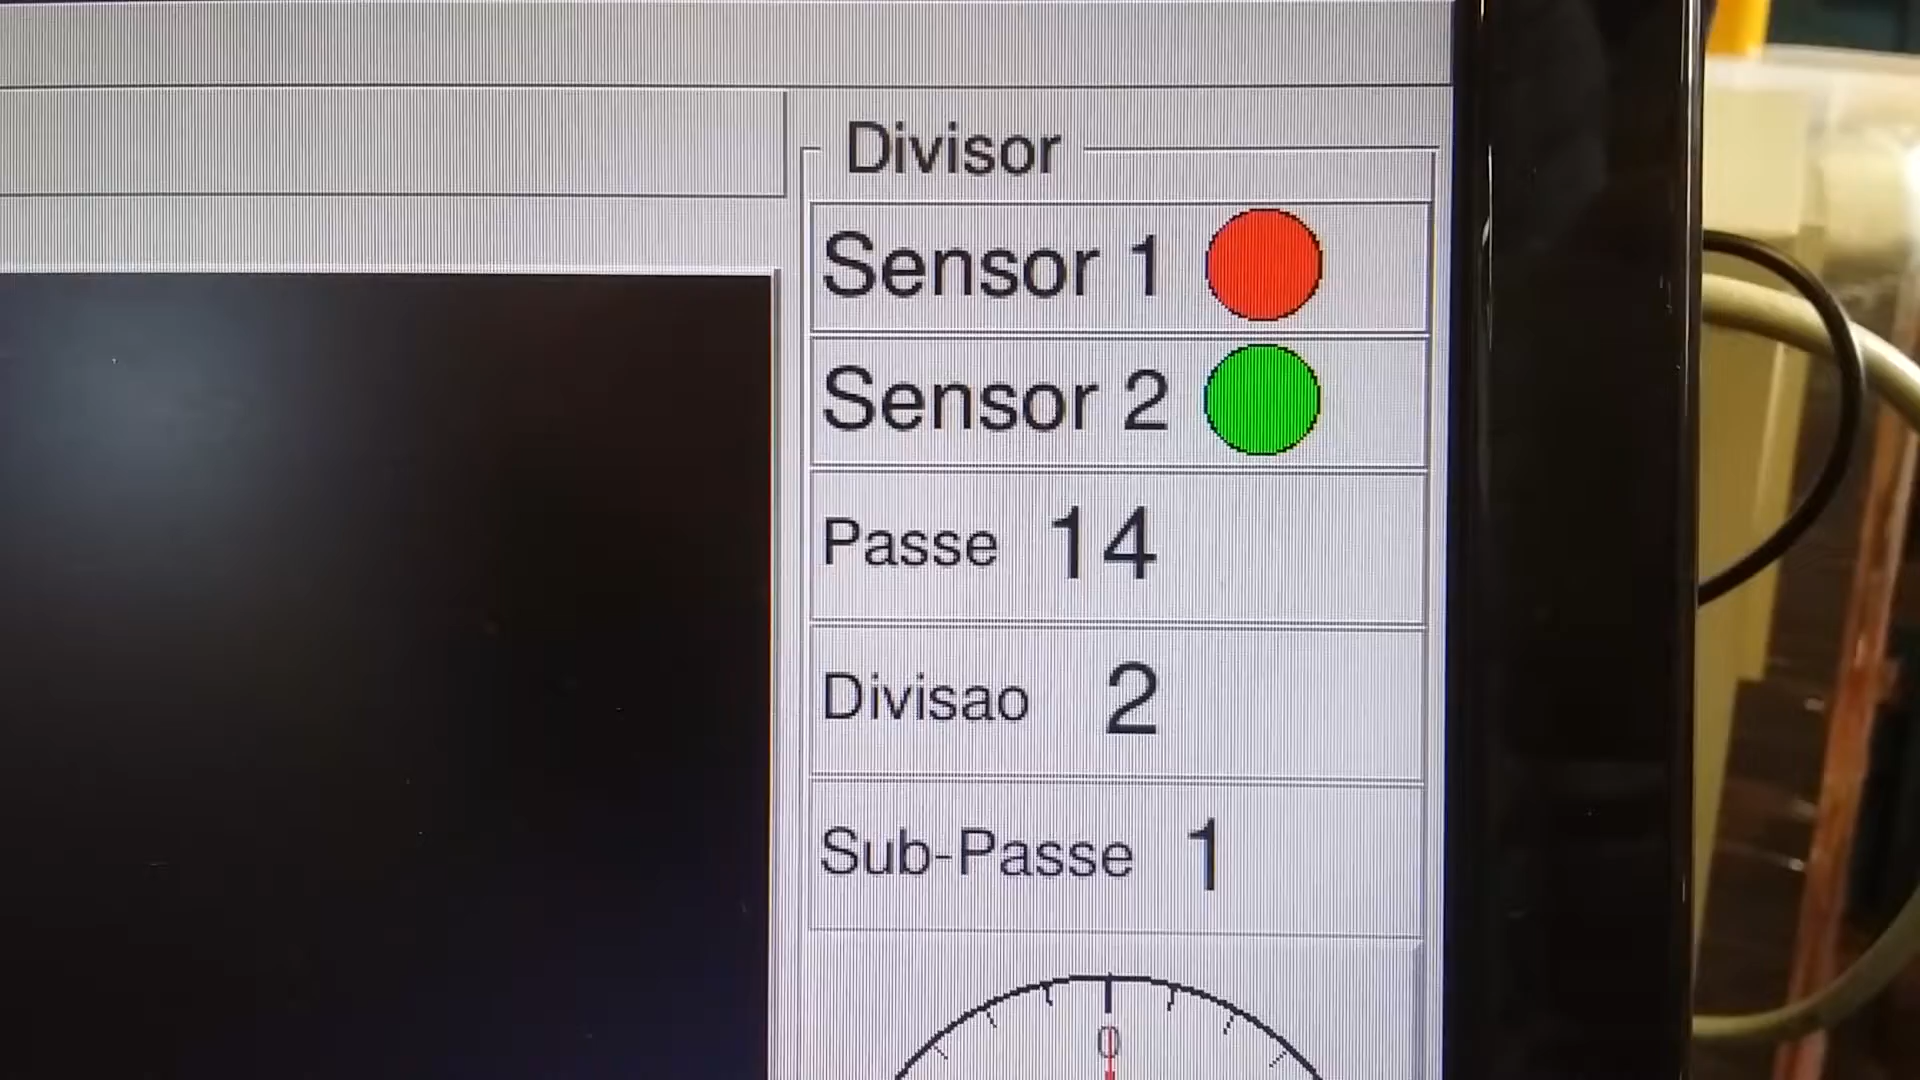 Divisor
Sensor 1
Sensor 2
Passe 14
Divisao 2
Sub-Passe 1
0